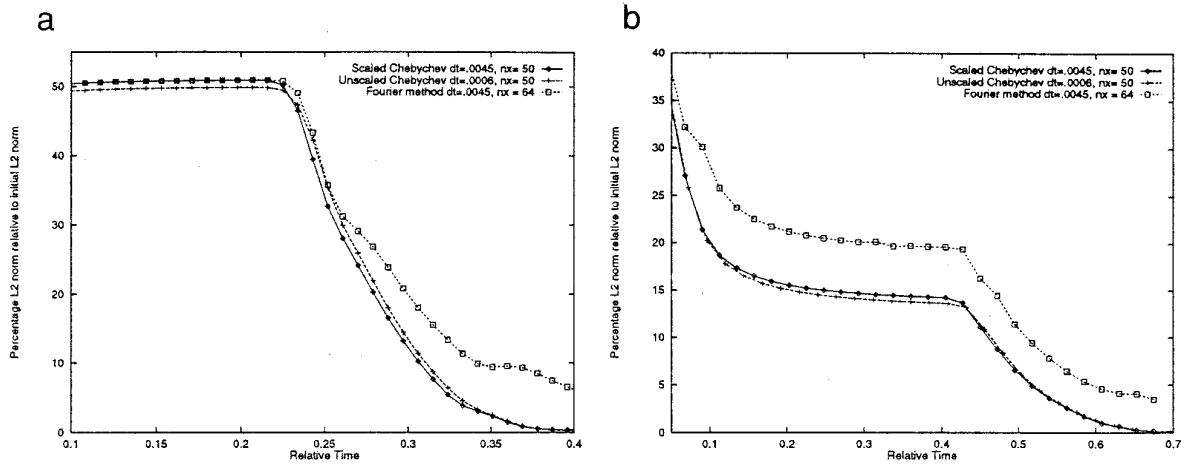 a
Percentage L2 norm relative to initial L2 norm
50
40
30
20
10
0
Scaled Chebychev dt=.0045, nx= 50
Unscaled Chebychev dt=.0006, nx= 50
Fourier method dt=.0045, nx = 64
0.1 0.15 0.2 0.25 0.3 0.35 0.4
Relative Time
b
Percentage L2 norm relative to initial L2 norm
40
35
30
25
20
15
10
5
0
Scaled Chebychev dt=.0045, nx= 50
Unscaled Chebychev dt=.0006, nx= 50
Fourier method dt=.0045, nx = 64
0.1 0.2 0.3 0.4 0.5 0.6 0.7
Relative Time